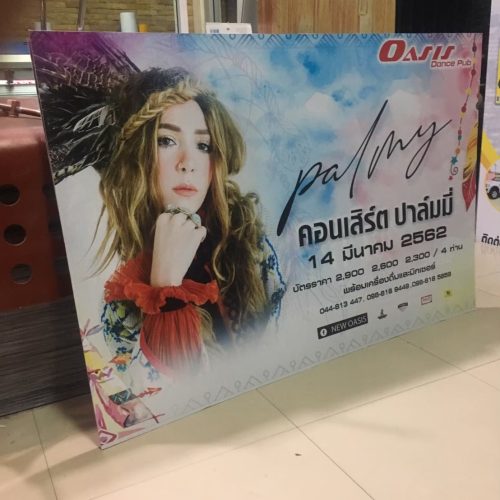 OASIS
Dance Pub
palmy
คอนเสิร์ต ปาล์มมี่
14 มีนาคม 2562
บัตรราคา 2,900 2,600 2,300 / 4 ท่าน
พร้อมเครื่องดื่มและมิกเซอร์
NEW OASIS
ติดต่